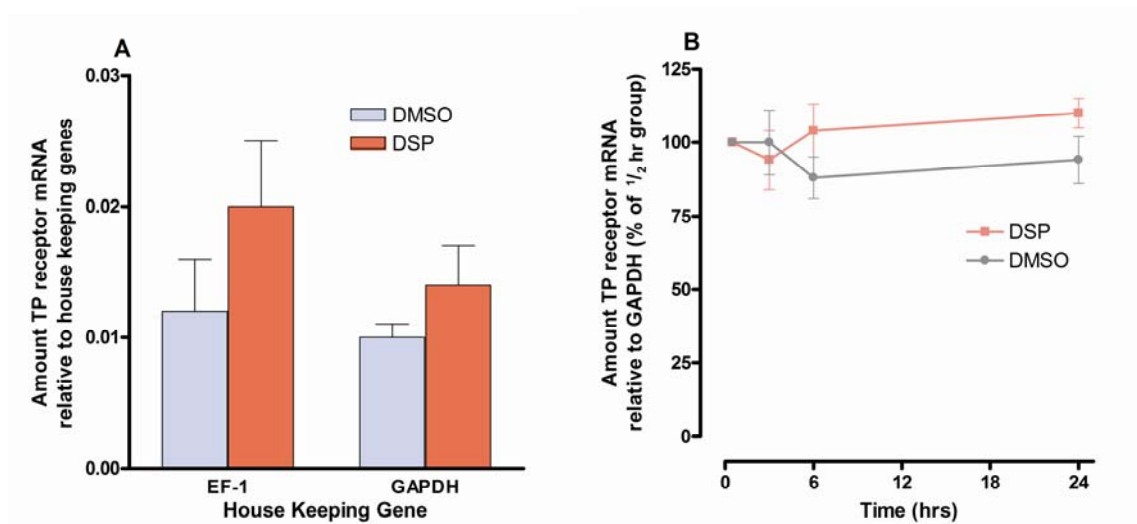 A
Amount TP receptor mRNA
relative to house keeping genes
0.03
0.02
0.01
0.00
DMSO
DSP
EF-1
GAPDH
House Keeping Gene
B
Amount TP receptor mRNA
relative to GAPDH (% of 1/2 hr group)
125
100
75
50
25
0
DSP
DMSO
0
6
12
18
24
Time (hrs)